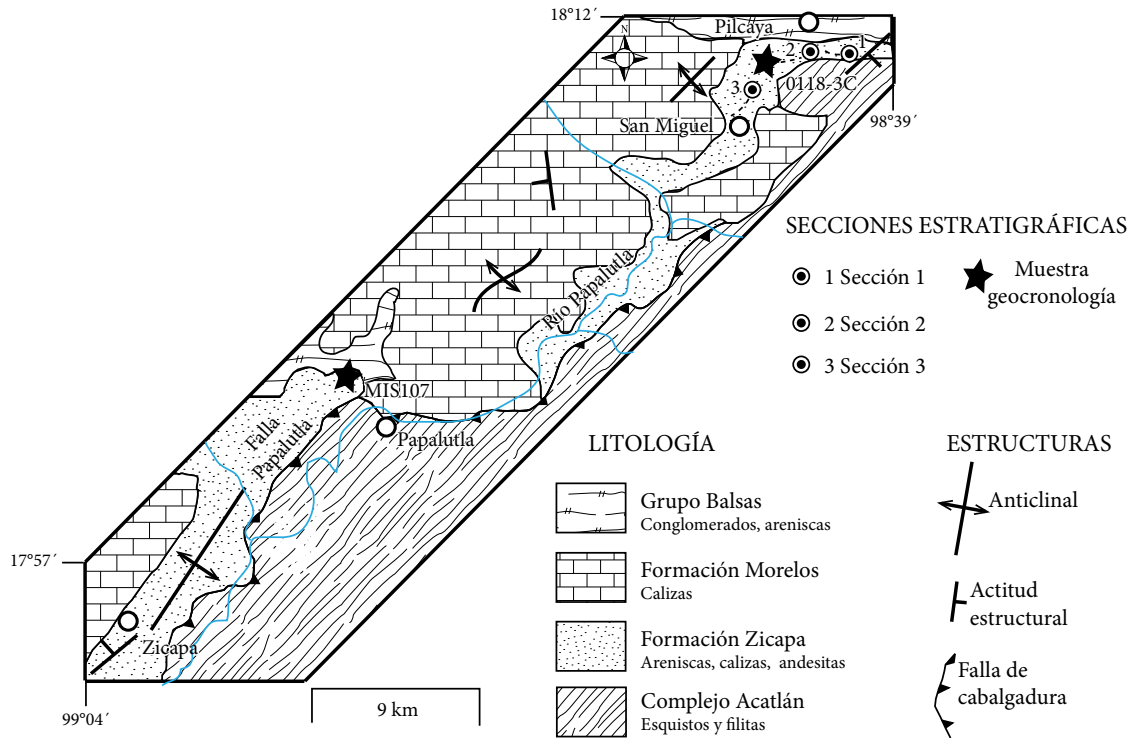 18°12´
Pilcaya
N
2
1
3
0118-3C
San Miguel
98°39´
SECCIONES ESTRATIGRÁFICAS
1 Sección 1
2 Sección 2
3 Sección 3
Muestra
geocronología
Río Papalutla
MIS107
Falla
Papalutla
Papalutla
17°57´
Zicapa
99°04´
9 km
LITOLOGÍA
Grupo Balsas
Conglomerados, areniscas
Formación Morelos
Calizas
Formación Zicapa
Areniscas, calizas, andesitas
Complejo Acatlán
Esquistos y filitas
ESTRUCTURAS
Anticlinal
Actitud
estructural
Falla de
cabalgadura